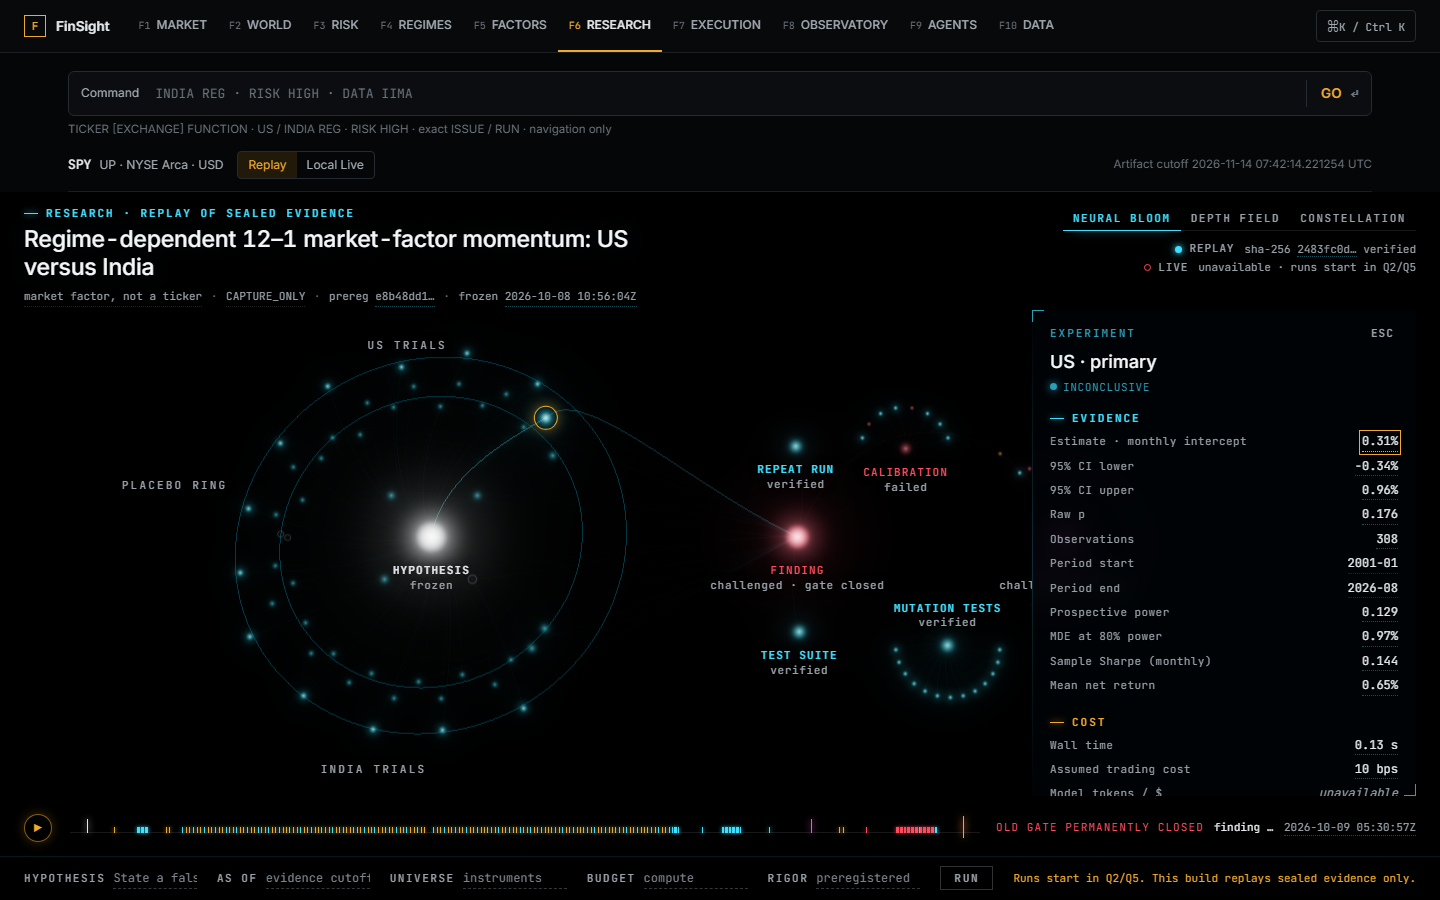 F FinSight F1 MARKET F2 WORLD F3 RISK F4 REGIMES F5 FACTORS F6 RESEARCH F7 EXECUTION F8 OBSERVATORY F9 AGENTS F10 DATA ⌘K / Ctrl K
Command INDIA REG · RISK HIGH · DATA IIMA GO ⏎
TICKER [EXCHANGE] FUNCTION · US / INDIA REG · RISK HIGH · exact ISSUE / RUN · navigation only
SPY UP · NYSE Arca · USD Replay Local Live Artifact cutoff 2026-11-14 07:42:14.221254 UTC
RESEARCH · REPLAY OF SEALED EVIDENCE
Regime-dependent 12–1 market-factor momentum: US
versus India
market factor, not a ticker · CAPTURE_ONLY · prereg e8b48dd1… · frozen 2026-10-08 10:56:04Z
NEURAL BLOOM DEPTH FIELD CONSTELLATION
REPLAY sha-256 2483fc0d… verified
LIVE unavailable · runs start in Q2/Q5
US TRIALS
PLACEBO RING
HYPOTHESIS
frozen
INDIA TRIALS
REPEAT RUN
verified
CALIBRATION
failed
FINDING
challenged · gate closed
chall
MUTATION TESTS
verified
TEST SUITE
verified
EXPERIMENT ESC
US · primary
INCONCLUSIVE
EVIDENCE
Estimate · monthly intercept 0.31%
95% CI lower -0.34%
95% CI upper 0.96%
Raw p 0.176
Observations 308
Period start 2001-01
Period end 2026-08
Prospective power 0.129
MDE at 80% power 0.97%
Sample Sharpe (monthly) 0.144
Mean net return 0.65%
COST
Wall time 0.13 s
Assumed trading cost 10 bps
Model tokens / $ unavailable
OLD GATE PERMANENTLY CLOSED finding … 2026-10-09 05:30:57Z
HYPOTHESIS State a fals AS OF evidence cutoff UNIVERSE instruments BUDGET compute RIGOR preregistered RUN Runs start in Q2/Q5. This build replays sealed evidence only.